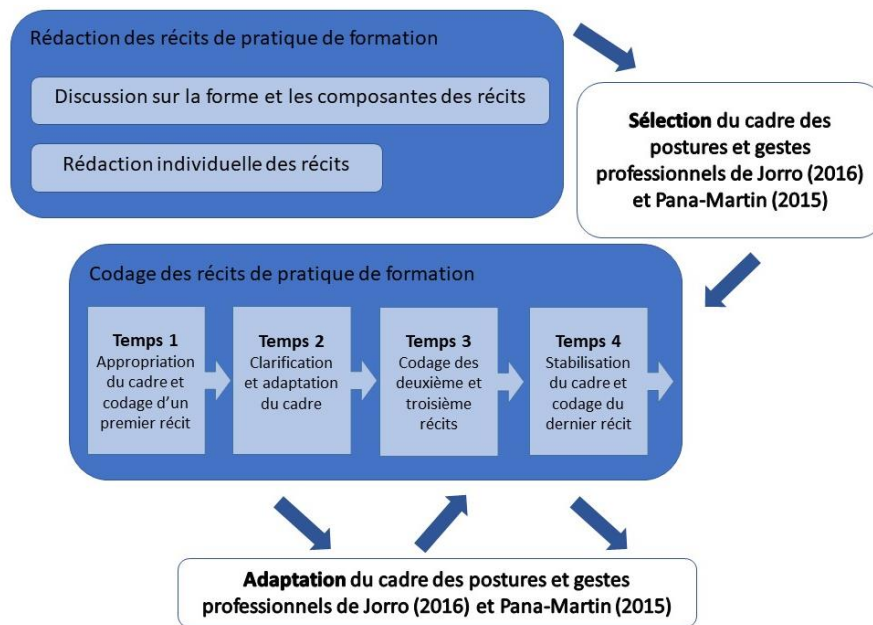 Rédaction des récits de pratique de formation
Discussion sur la forme et les composantes des récits
Rédaction individuelle des récits
Sélection du cadre des
postures et gestes
professionnels de Jorro (2016)
et Pana-Martin (2015)
Codage des récits de pratique de formation
Temps 1
Appropriation
du cadre et
codage d'un
premier récit
Temps 2
Clarification
et adaptation
du cadre
Temps 3
Codage des
deuxième et
troisième
récits
Temps 4
Stabilisation
du cadre et
codage du
dernier récit
Adaptation du cadre des postures et gestes
professionnels de Jorro (2016) et Pana-Martin (2015)